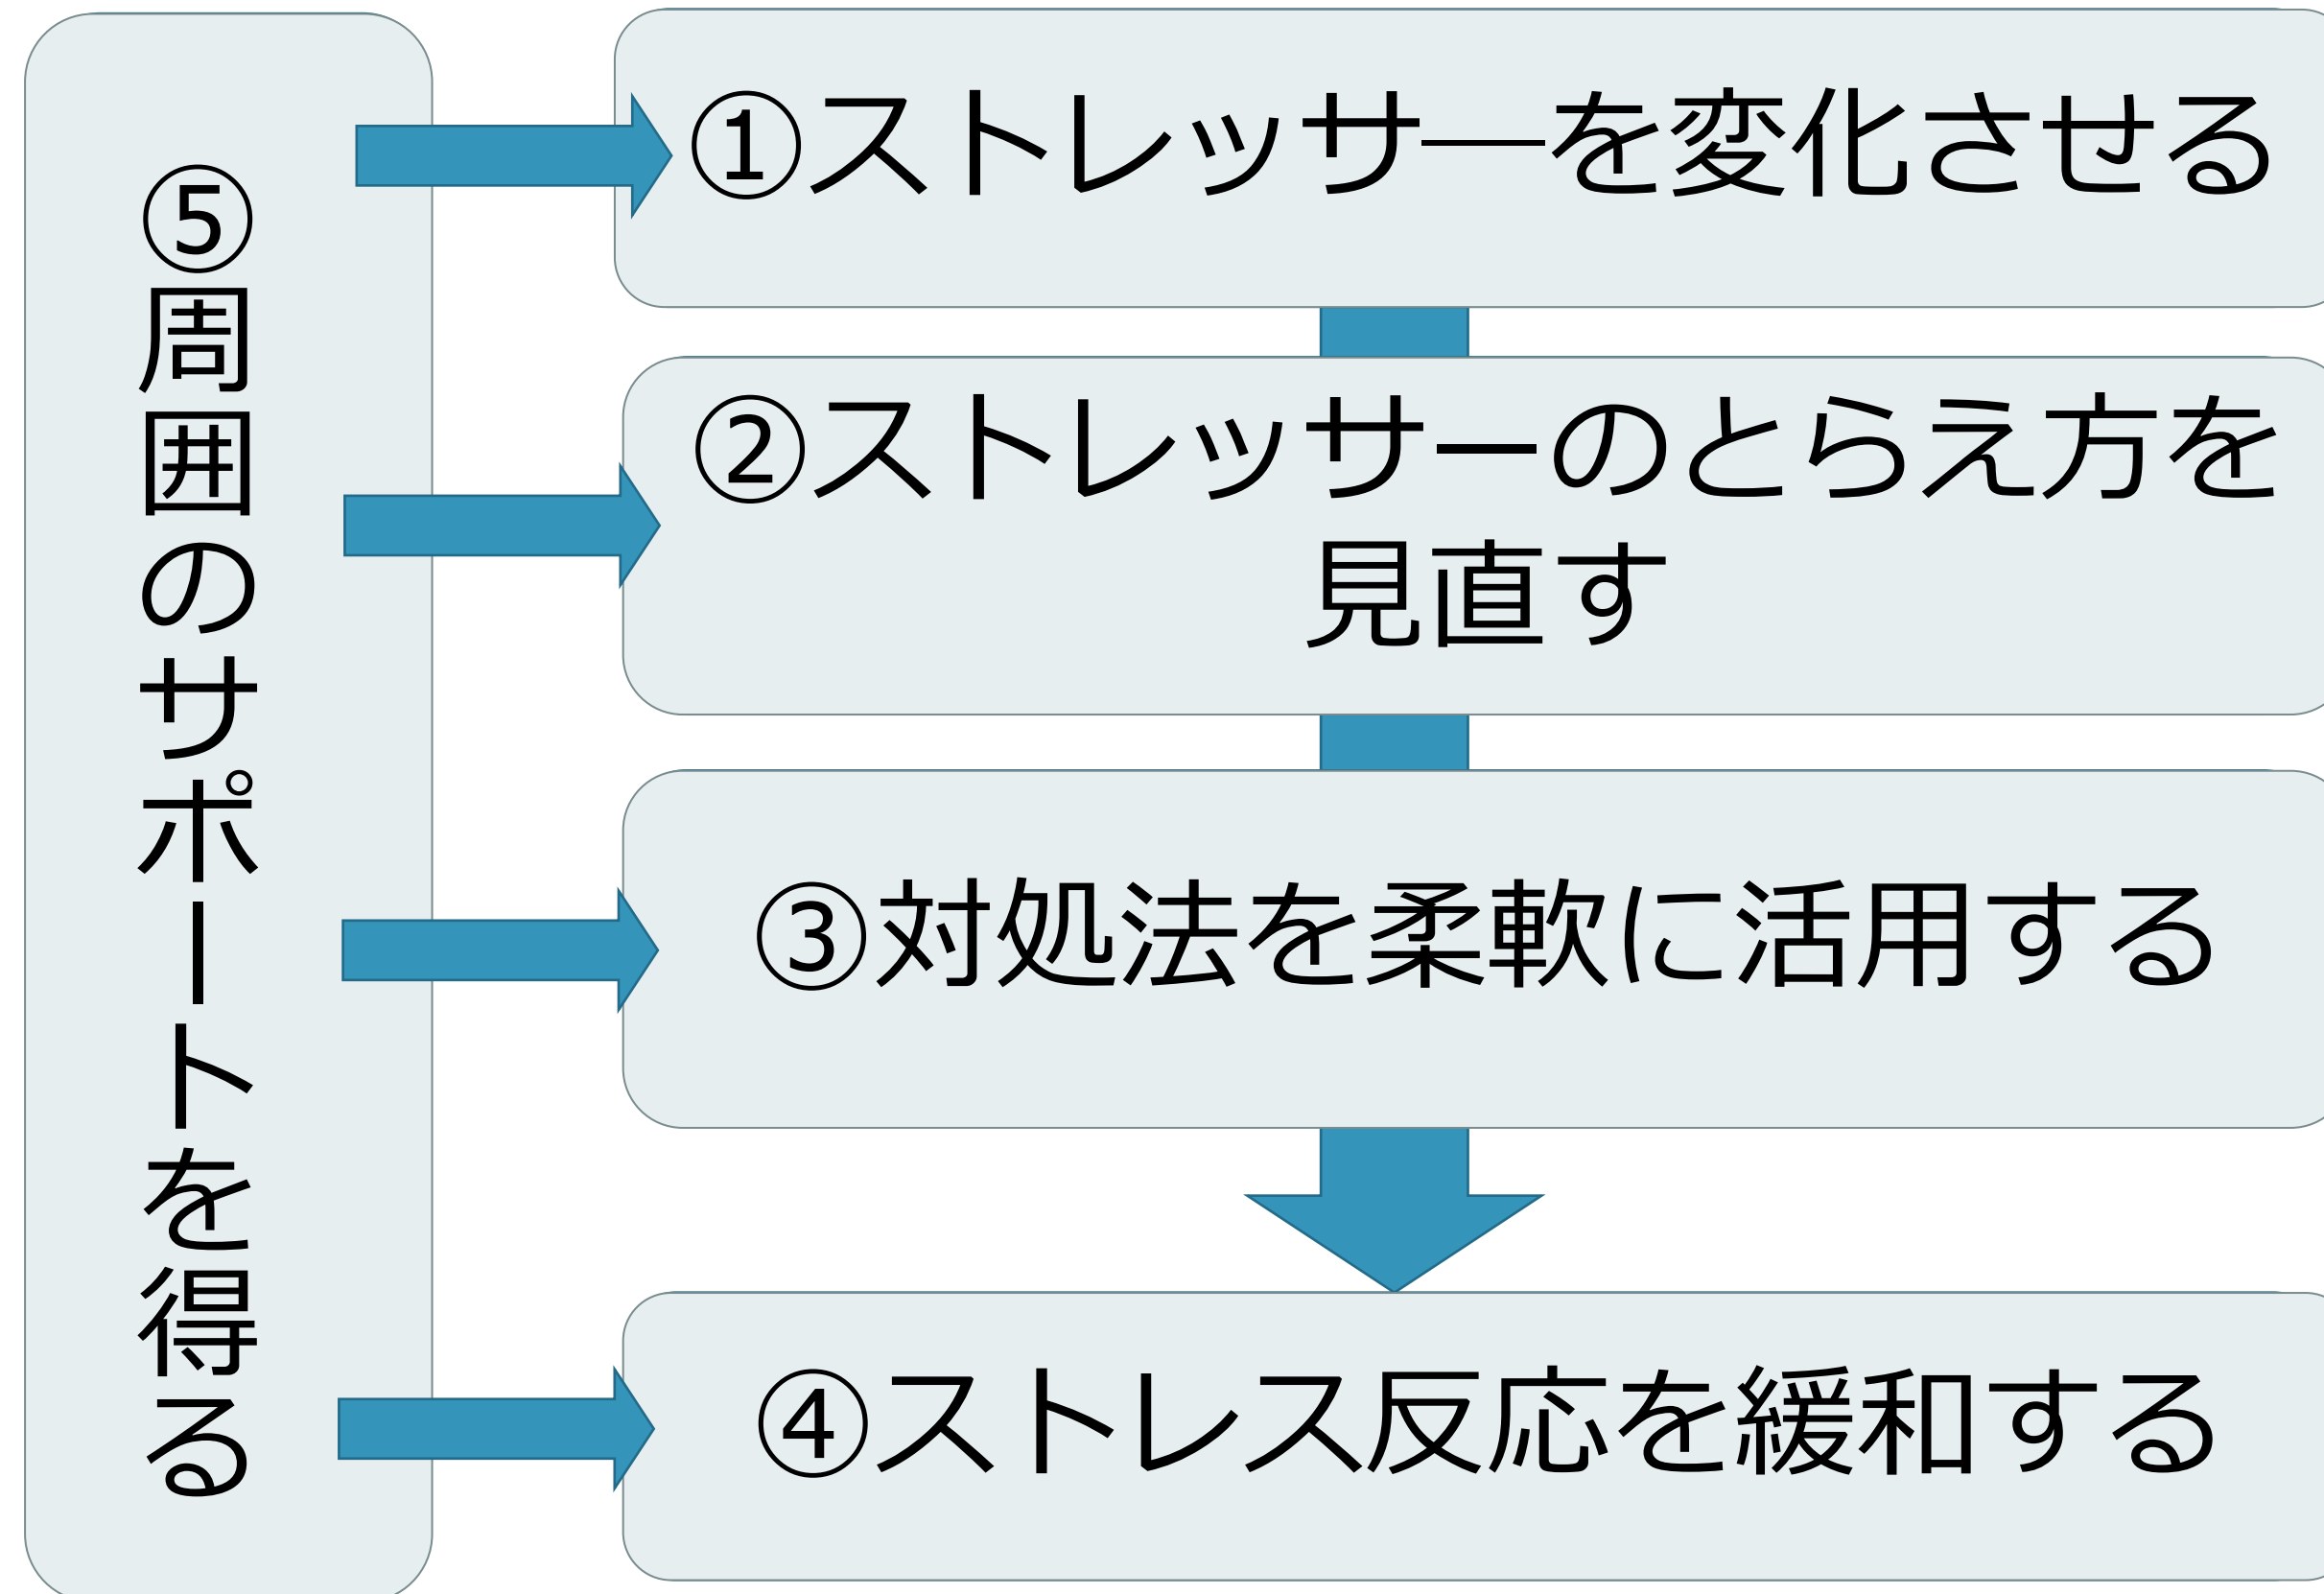 ⑤周囲のサポートを得る
①ストレッサーを変化させる
②ストレッサーのとらえ方を
見直す
③対処法を柔軟に活用する
④ストレス反応を緩和する